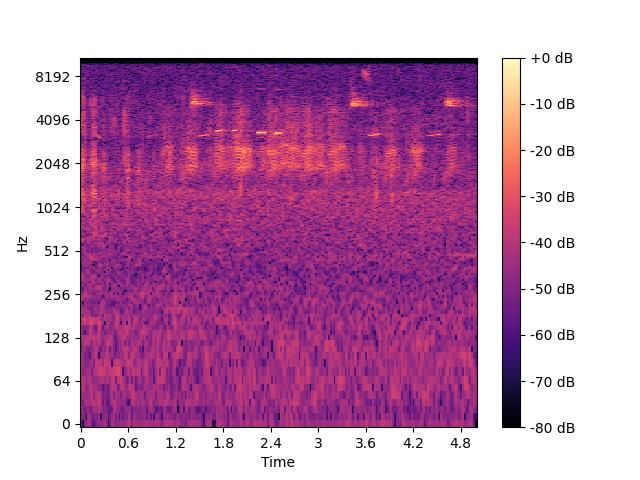 Hz
8192
4096
2048
1024
512
256
128
64
0
0 0.6 1.2 1.8 2.4 3 3.6 4.2 4.8
Time
+0 dB
-10 dB
-20 dB
-30 dB
-40 dB
-50 dB
-60 dB
-70 dB
-80 dB